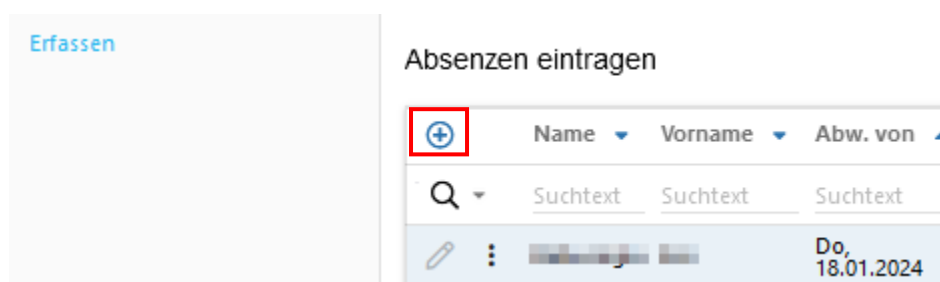 Erfassen
Absenzen eintragen
Name Vorname Abw. von
Suchtext Suchtext Suchtext
Do,
18.01.2024